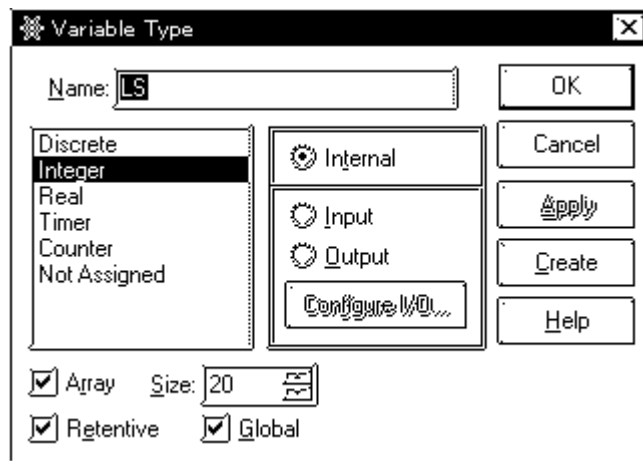 Variable Type
Name: LS
OK
Discrete
Integer
Real
Timer
Counter
Not Assigned
Internal
Input
Output
Configure I/O...
Cancel
Apply
Create
Help
Array Size: 20
Retentive Global